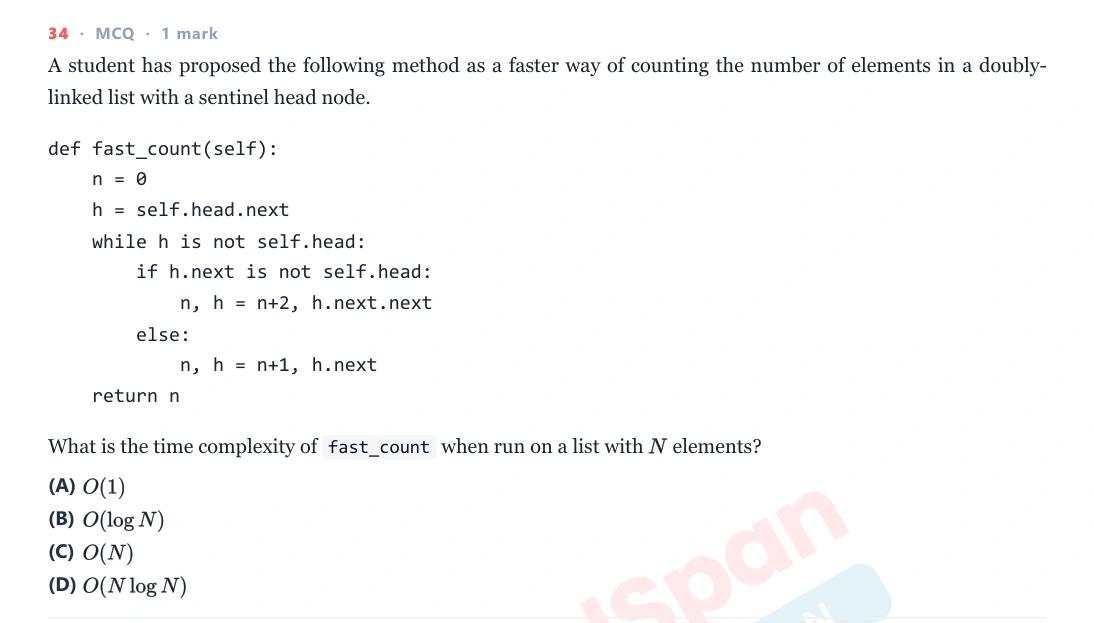 34 · MCQ · 1 mark
A student has proposed the following method as a faster way of counting the number of elements in a doubly-
linked list with a sentinel head node.
def fast_count(self):
    n = 0
    h = self.head.next
    while h is not self.head:
        if h.next is not self.head:
            n, h = n+2, h.next.next
        else:
            n, h = n+1, h.next
    return n
What is the time complexity of fast_count when run on a list with N elements?
(A) O(1)
(B) O(log N)
(C) O(N)
(D) O(N log N)